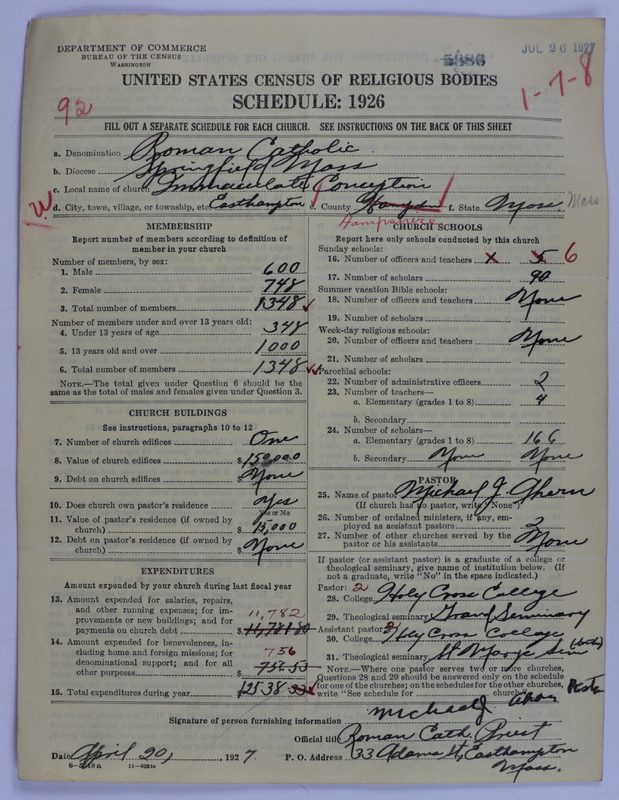 DEPARTMENT OF COMMERCE
BUREAU OF THE CENSUS
WASHINGTON
5886
JUL 26 1927
UNITED STATES CENSUS OF RELIGIOUS BODIES
SCHEDULE: 1926
92
1-7-8
FILL OUT A SEPARATE SCHEDULE FOR EACH CHURCH. SEE INSTRUCTIONS ON THE BACK OF THIS SHEET
a. Denomination Roman Catholic
b. Diocese Springfield Mass
c. Local name of church Immaculate Conception
W
d. City, town, village, or township, etc. Easthampton e. County Hampden f. State Mass. Mass
Hampshire
MEMBERSHIP
Report number of members according to definition of
member in your church
Number of members, by sex:
1. Male 600
2. Female 748
3. Total number of members 1348
Number of members under and over 13 years old:
4. Under 13 years of age 348
5. 13 years old and over 1000
6. Total number of members 1348
NOTE.—The total given under Question 6 should be the
same as the total of males and females given under Question 3.
CHURCH BUILDINGS
See instructions, paragraphs 10 to 12
7. Number of church edifices One
8. Value of church edifices $150,000
9. Debt on church edifices $None
10. Does church own pastor's residence Yes
Yes or No
11. Value of pastor's residence (if owned by
church) $15,000
12. Debt on pastor's residence (if owned by
church) $None
EXPENDITURES
Amount expended by your church during last fiscal year
13. Amount expended for salaries, repairs,
and other running expenses; for im-
provements or new buildings; and for
payments on church debt 11,782 $
14. Amount expended for benevolences, in-
cluding home and foreign missions; for
denominational support; and for all
other purposes 756 $
15. Total expenditures during year $12538
CHURCH SCHOOLS
Report here only schools conducted by this church
Sunday schools:
16. Number of officers and teachers x 5 6
17. Number of scholars 90
Summer vacation Bible schools:
18. Number of officers and teachers None
19. Number of scholars
Week-day religious schools:
20. Number of officers and teachers None
21. Number of scholars
Parochial schools:
22. Number of administrative officers 2
23. Number of teachers—
a. Elementary (grades 1 to 8) 4
b. Secondary
24. Number of scholars—
a. Elementary (grades 1 to 8) 166
b. Secondary None None
PASTOR
25. Name of pastor Michael J. Ahern
(If church has no pastor, write "None")
26. Number of ordained ministers, if any, em-
ployed as assistant pastors 2
27. Number of other churches served by the
pastor or his assistants None
If pastor (or assistant pastor) is a graduate of a college or
theological seminary, give name of institution below. (If
not a graduate, write "No" in the space indicated.)
Pastor: 2
28. College Holy Cross College
29. Theological seminary Grand Seminary
Assistant pastor: 2
30. College Holy Cross College
31. Theological seminary St Marys Sem (both)
NOTE.—Where one pastor serves two or more churches,
Questions 28 and 29 should be answered only on the schedule
for one of the churches; on the schedules for the other churches,
write "See schedule for church"
Signature of person furnishing information Michael J Ahern
Official title Roman Cath. Priest
Date April 20, 1927. P. O. Address 33 Adams St, Easthampton
Mass.
11—9054